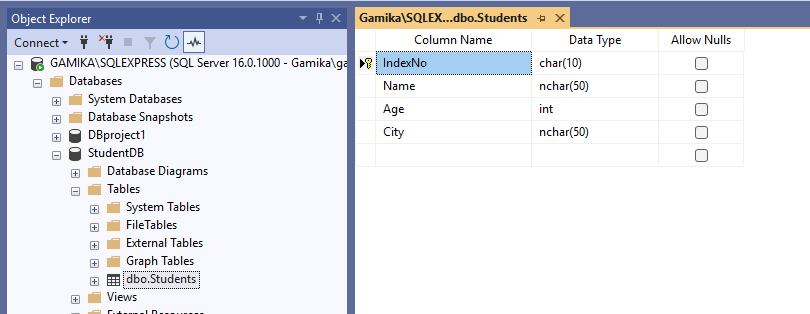 Object Explorer
Connect
GAMIKA\SQLEXPRESS (SQL Server 16.0.1000 - Gamika\ga
Databases
System Databases
Database Snapshots
DBproject1
StudentDB
Database Diagrams
Tables
System Tables
FileTables
External Tables
Graph Tables
dbo.Students
Views
External Resources
Gamika\SQLEX...dbo.Students
Column Name Data Type Allow Nulls
IndexNo char(10)
Name nchar(50)
Age int
City nchar(50)